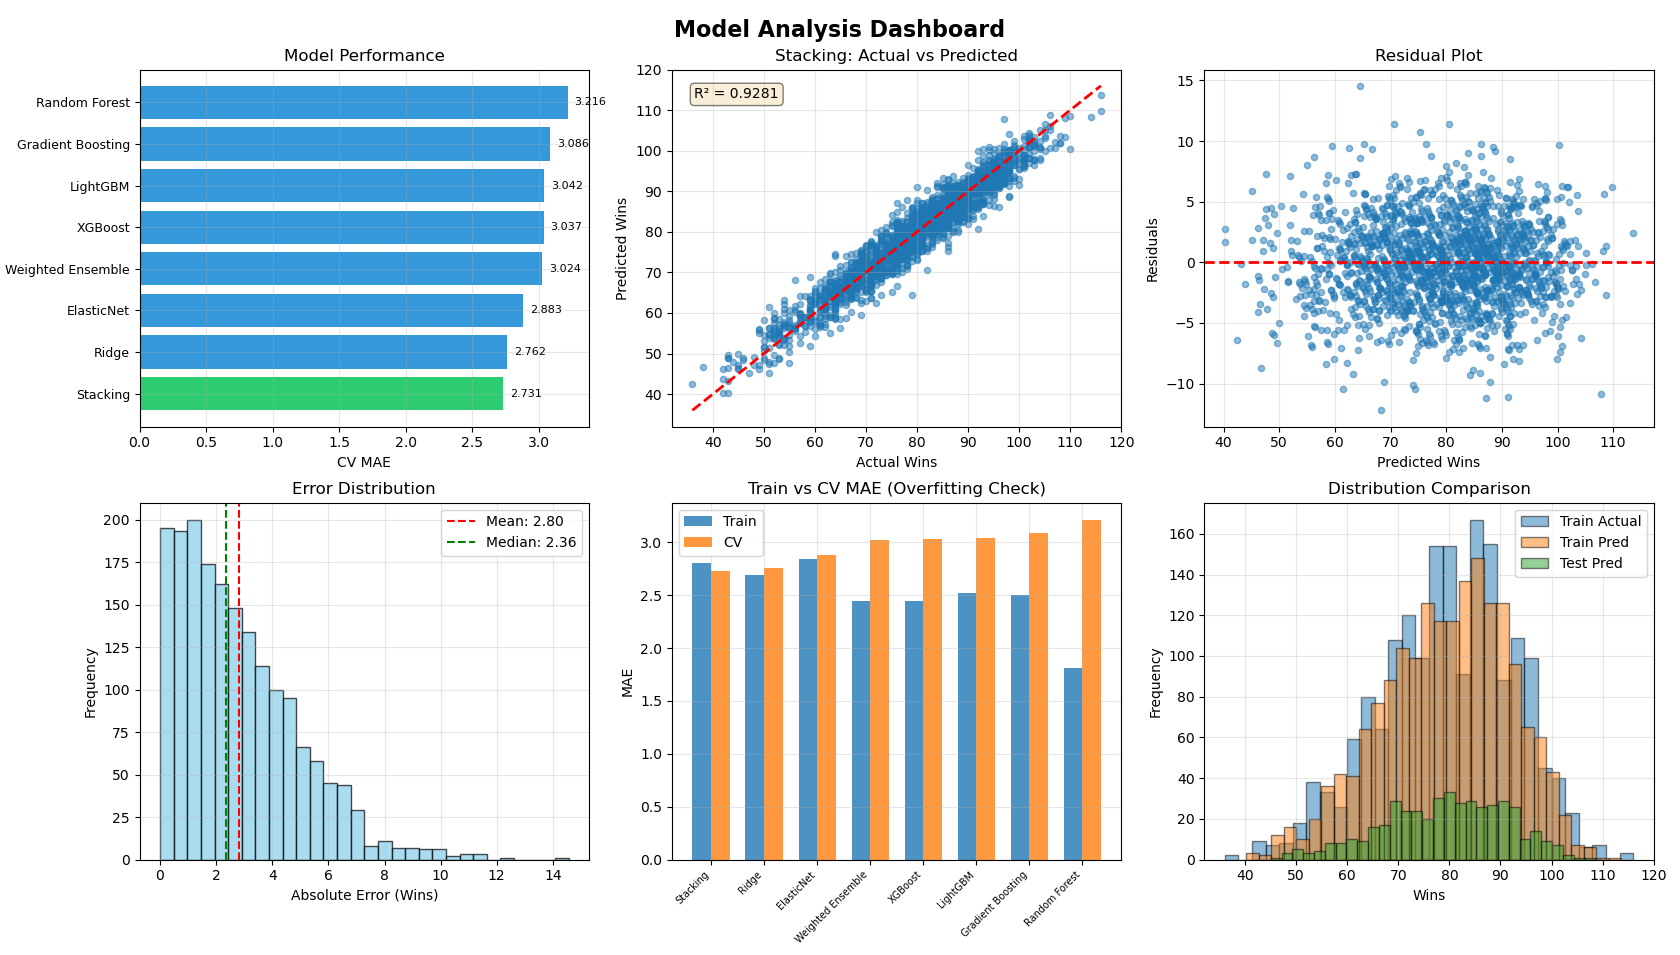 Model Analysis Dashboard
Model Performance
Random Forest
Gradient Boosting
LightGBM
XGBoost
Weighted Ensemble
ElasticNet
Ridge
Stacking
3.216
3.086
3.042
3.037
3.024
2.883
2.762
2.731
0.0 0.5 1.0 1.5 2.0 2.5 3.0
CV MAE
Stacking: Actual vs Predicted
R² = 0.9281
Predicted Wins
120
110
100
90
80
70
60
50
40
40 50 60 70 80 90 100 110 120
Actual Wins
Residual Plot
Residuals
15
10
5
0
−5
−10
40 50 60 70 80 90 100 110
Predicted Wins
Error Distribution
Mean: 2.80
Median: 2.36
Frequency
200
175
150
125
100
75
50
25
0
0 2 4 6 8 10 12 14
Absolute Error (Wins)
Train vs CV MAE (Overfitting Check)
Train
CV
MAE
3.0
2.5
2.0
1.5
1.0
0.5
0.0
Stacking
Ridge
ElasticNet
Weighted Ensemble
XGBoost
LightGBM
Gradient Boosting
Random Forest
Distribution Comparison
Train Actual
Train Pred
Test Pred
Frequency
160
140
120
100
80
60
40
20
0
40 50 60 70 80 90 100 110 120
Wins